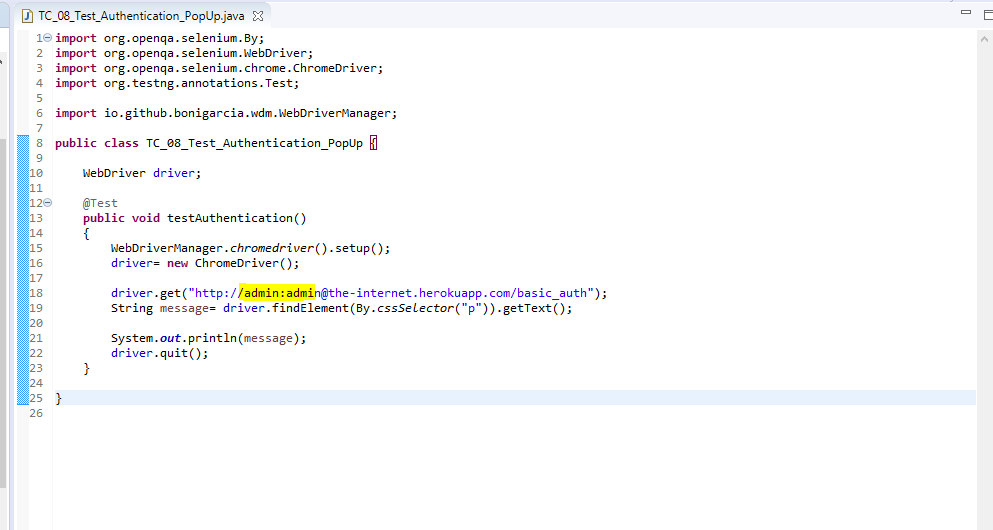 TC_08_Test_Authentication_PopUp.java
1 import org.openqa.selenium.By;
2 import org.openqa.selenium.WebDriver;
3 import org.openqa.selenium.chrome.ChromeDriver;
4 import org.testng.annotations.Test;
5
6 import io.github.bonigarcia.wdm.WebDriverManager;
7
8 public class TC_08_Test_Authentication_PopUp {
9
10     WebDriver driver;
11
12     @Test
13     public void testAuthentication()
14     {
15         WebDriverManager.chromedriver().setup();
16         driver= new ChromeDriver();
17
18         driver.get("http://admin:admin@the-internet.herokuapp.com/basic_auth");
19         String message= driver.findElement(By.cssSelector("p")).getText();
20
21         System.out.println(message);
22         driver.quit();
23     }
24
25 }
26